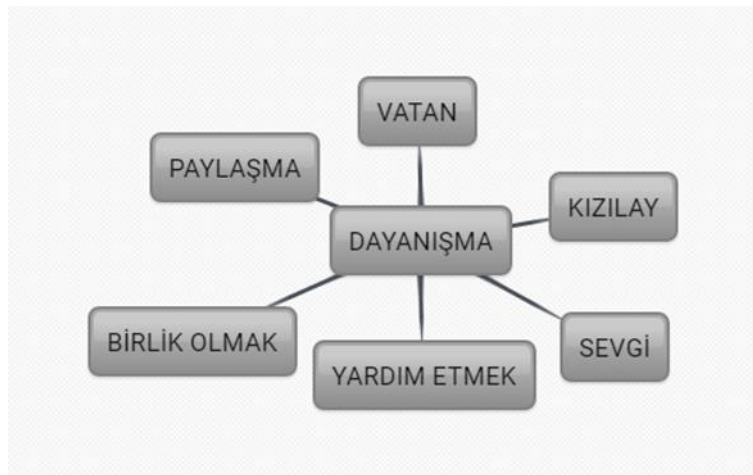 VATAN
PAYLAŞMA
KIZILAY
DAYANIŞMA
BİRLİK OLMAK
SEVGİ
YARDIM ETMEK